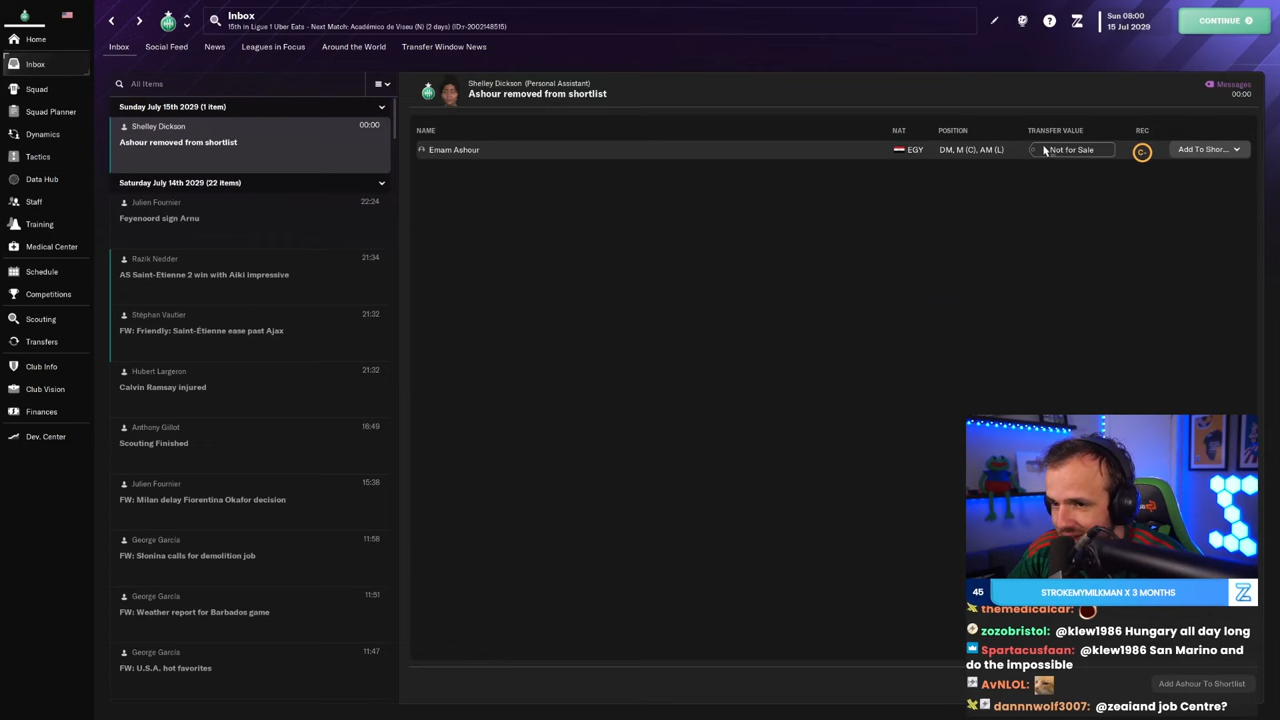 Inbox
15th in Ligue 1 Uber Eats - Next Match: Académico de Viseu (N) (2 days) (ID:r-2002148515)
Sun 08:00
15 Jul 2029
CONTINUE
Inbox
Social Feed
News
Leagues in Focus
Around the World
Transfer Window News
Home
Inbox
Squad
Squad Planner
Dynamics
Tactics
Data Hub
Staff
Training
Medical Center
Schedule
Competitions
Scouting
Transfers
Club Info
Club Vision
Finances
Dev. Center
All Items
Sunday July 15th 2029 (1 item)
Shelley Dickson 00:00
Ashour removed from shortlist
Saturday July 14th 2029 (22 items)
Julien Fournier 22:24
Feyenoord sign Arnu
Razik Nedder 21:34
AS Saint-Etienne 2 win with Aiki impressive
Stéphan Vautier 21:32
FW: Friendly: Saint-Étienne ease past Ajax
Hubert Largeron 21:32
Calvin Ramsay injured
Anthony Gillot 16:49
Scouting Finished
Julien Fournier 15:38
FW: Milan delay Fiorentina Okafor decision
George García 11:58
FW: Słonina calls for demolition job
George García 11:51
FW: Weather report for Barbados game
George García 11:47
FW: U.S.A. hot favorites
Shelley Dickson (Personal Assistant)
Ashour removed from shortlist
Messages
00:00
NAME NAT POSITION TRANSFER VALUE REC
Emam Ashour EGY DM, M (C), AM (L) Not for Sale C- Add To Shor...
Add Ashour To Shortlist
45 STROKEMYMILKMAN X 3 MONTHS
themedicalcar:
zozobristol: @klew1986 Hungary all day long
Spartacusfaan: @klew1986 San Marino and
do the impossible
AvNLOL:
dannnwolf3007: @zealand job Centre?